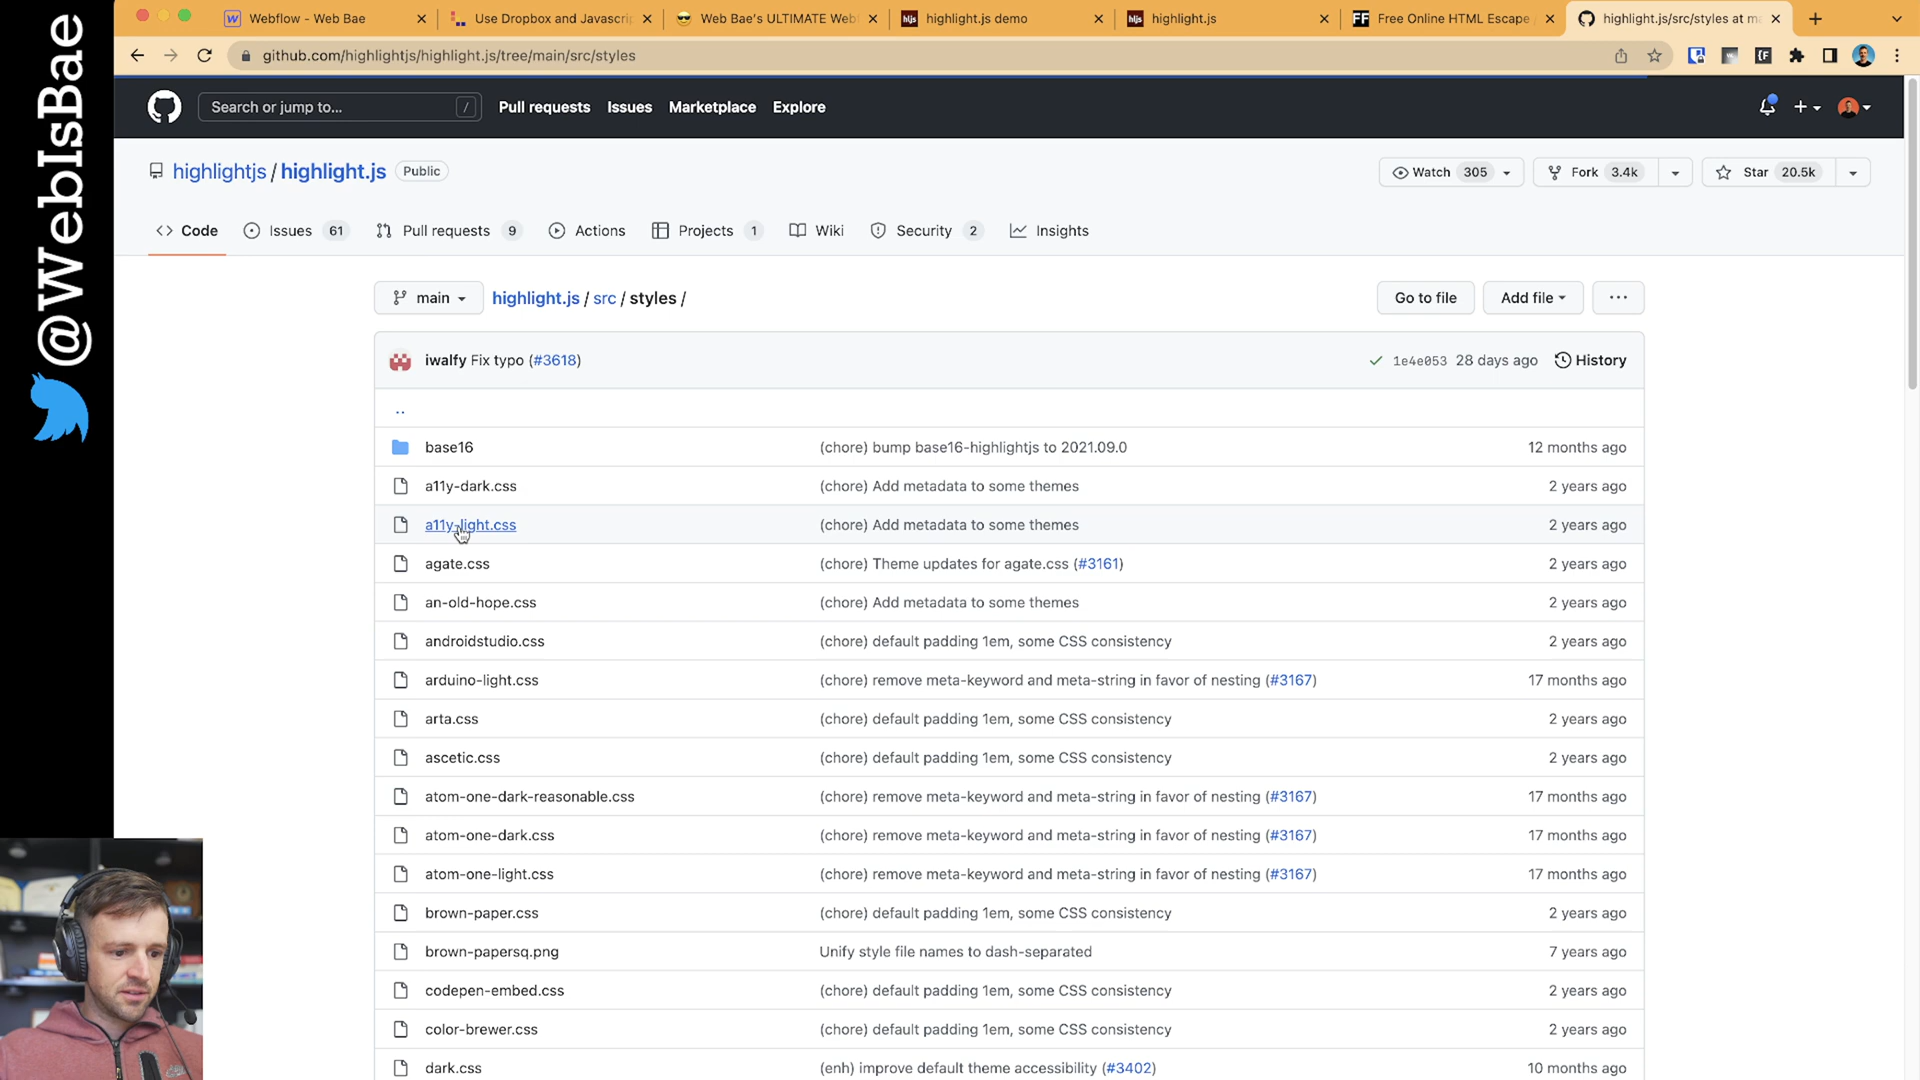 @WebIsBae
Webflow - Web Bae
Use Dropbox and Javascri
Web Bae's ULTIMATE Web
hljs highlight.js demo
hljs highlight.js
FF Free Online HTML Escape
highlight.js/src/styles at m
github.com/highlightjs/highlight.js/tree/main/src/styles
Search or jump to... /
Pull requests Issues Marketplace Explore
highlightjs / highlight.js Public
Watch 305 Fork 3.4k Star 20.5k
<> Code Issues 61 Pull requests 9 Actions Projects 1 Wiki Security 2 Insights
main highlight.js / src / styles / Go to file Add file ...
iwalfy Fix typo (#3618) 1e4e053 28 days ago History
..
base16 (chore) bump base16-highlightjs to 2021.09.0 12 months ago
a11y-dark.css (chore) Add metadata to some themes 2 years ago
a11y-light.css (chore) Add metadata to some themes 2 years ago
agate.css (chore) Theme updates for agate.css (#3161) 2 years ago
an-old-hope.css (chore) Add metadata to some themes 2 years ago
androidstudio.css (chore) default padding 1em, some CSS consistency 2 years ago
arduino-light.css (chore) remove meta-keyword and meta-string in favor of nesting (#3167) 17 months ago
arta.css (chore) default padding 1em, some CSS consistency 2 years ago
ascetic.css (chore) default padding 1em, some CSS consistency 2 years ago
atom-one-dark-reasonable.css (chore) remove meta-keyword and meta-string in favor of nesting (#3167) 17 months ago
atom-one-dark.css (chore) remove meta-keyword and meta-string in favor of nesting (#3167) 17 months ago
atom-one-light.css (chore) remove meta-keyword and meta-string in favor of nesting (#3167) 17 months ago
brown-paper.css (chore) default padding 1em, some CSS consistency 2 years ago
brown-papersq.png Unify style file names to dash-separated 7 years ago
codepen-embed.css (chore) default padding 1em, some CSS consistency 2 years ago
color-brewer.css (chore) default padding 1em, some CSS consistency 2 years ago
dark.css (enh) improve default theme accessibility (#3402) 10 months ago